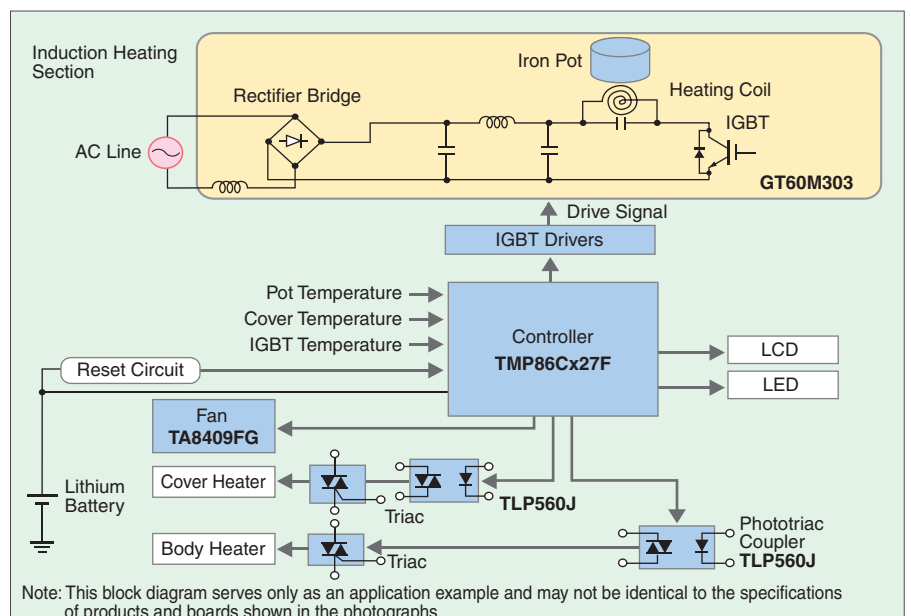 Induction Heating
Section
Iron Pot
Rectifier Bridge
Heating Coil
IGBT
AC Line
GT60M303
Drive Signal
IGBT Drivers
Pot Temperature
Cover Temperature
IGBT Temperature
Controller
TMP86Cx27F
LCD
LED
Reset Circuit
Fan
TA8409FG
Lithium
Battery
Cover Heater
Triac
TLP560J
Body Heater
Triac
Phototriac
Coupler
TLP560J
Note: This block diagram serves only as an application example and may not be identical to the specifications
of products and boards shown in the photographs.